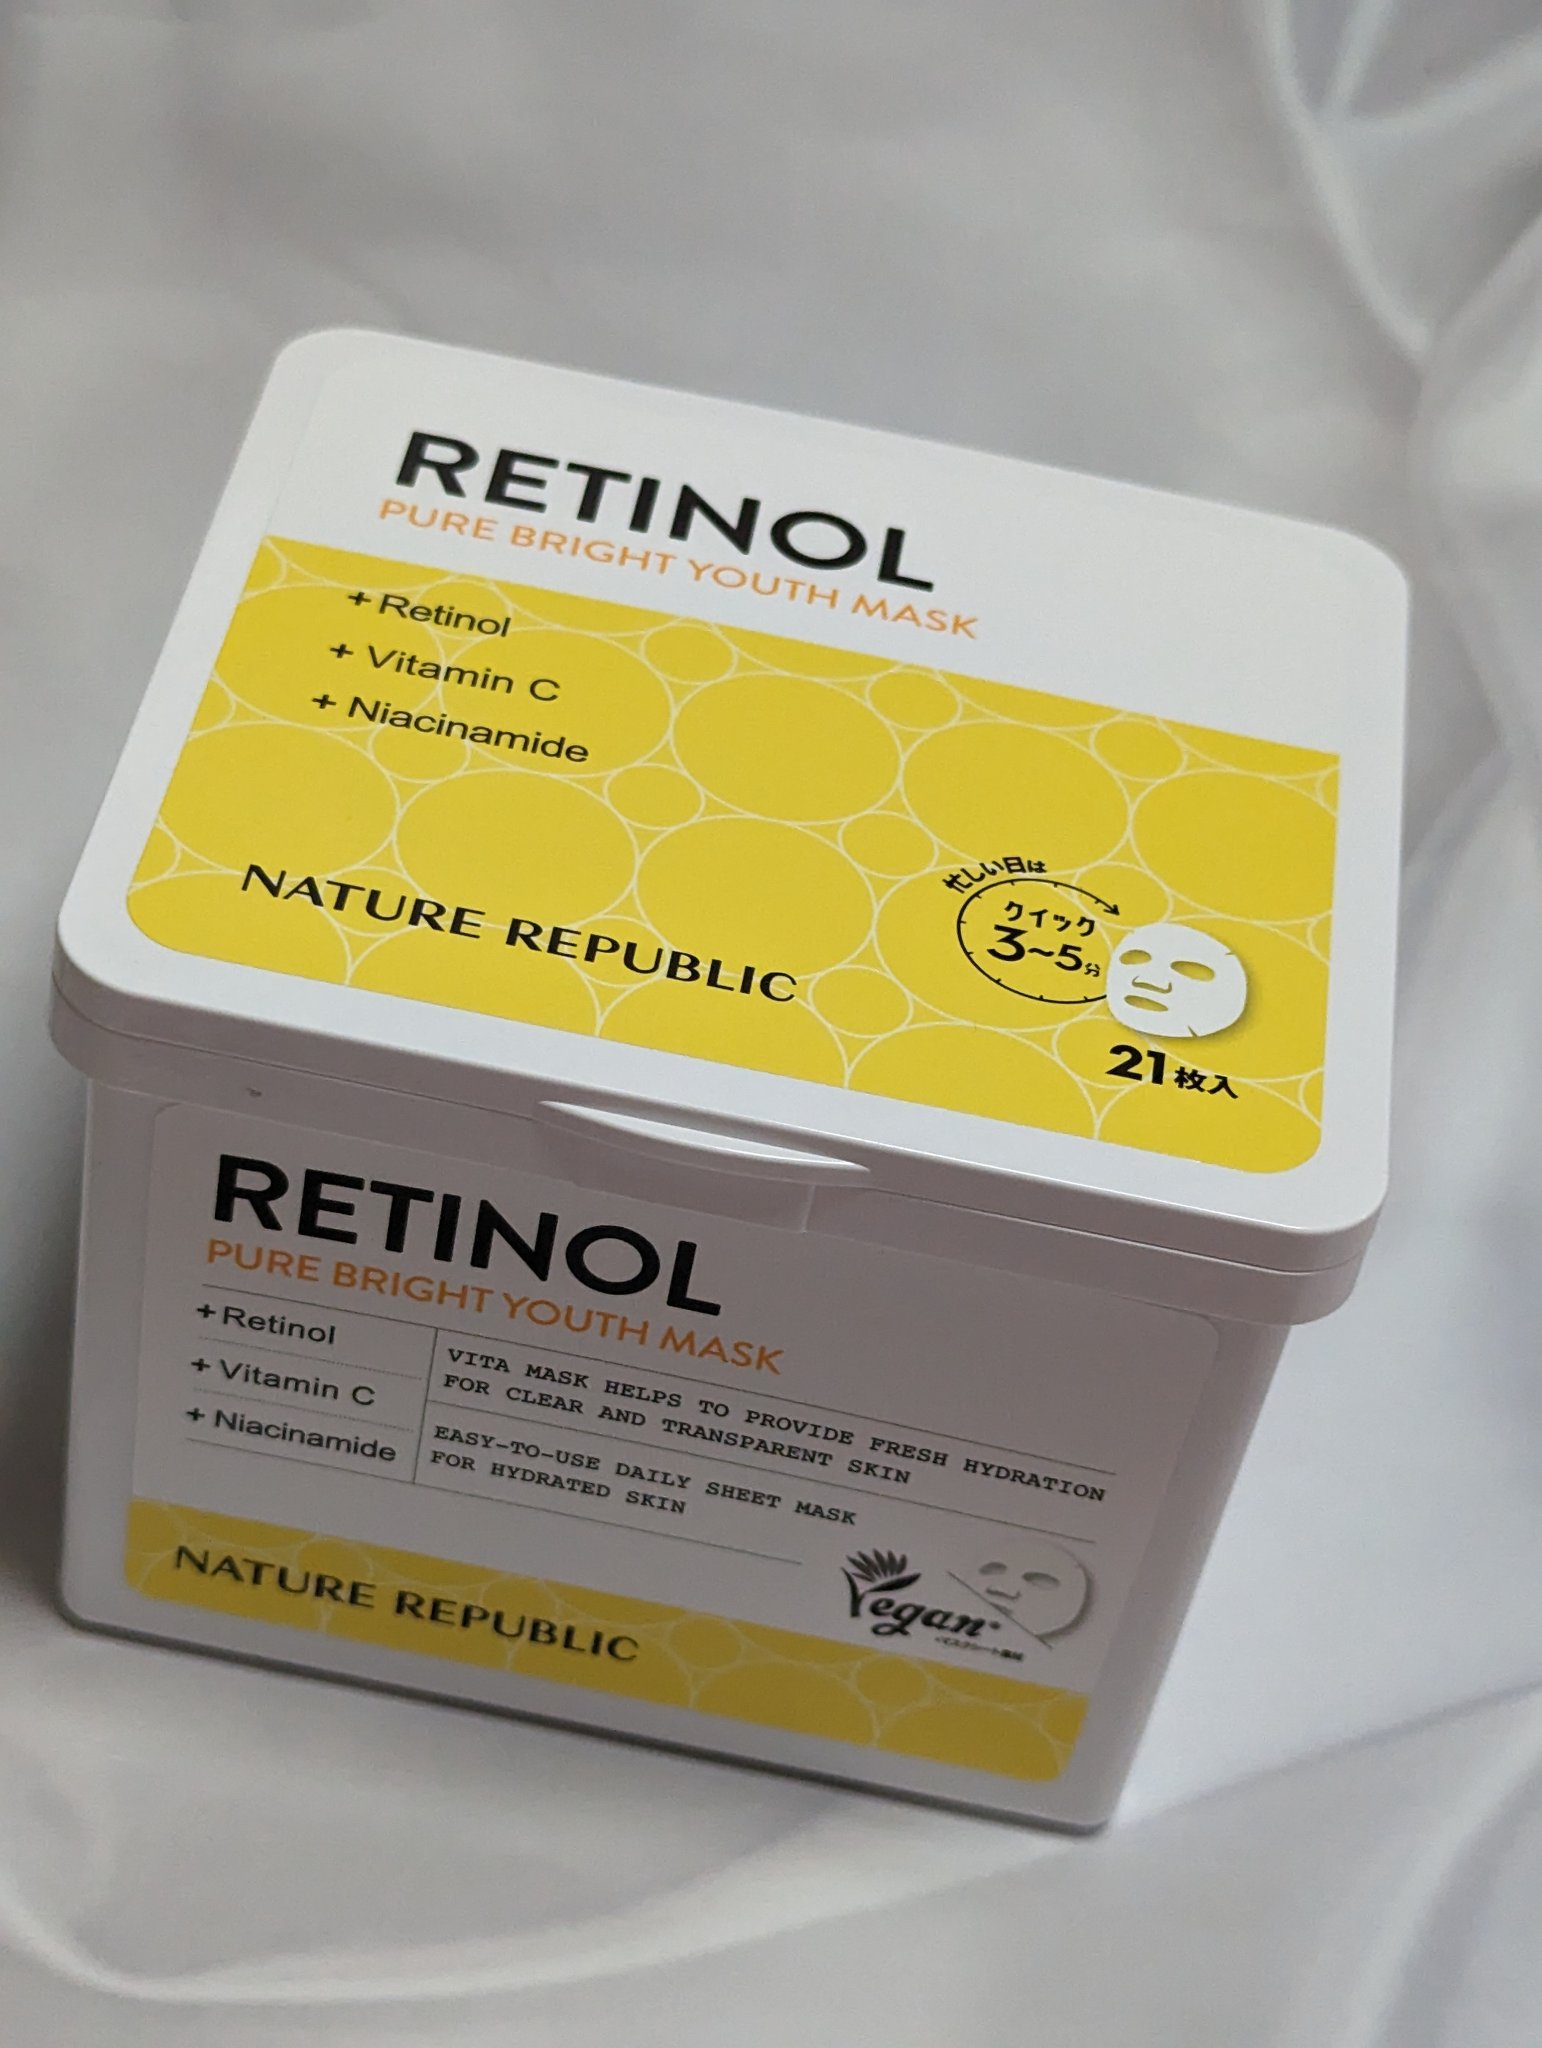 RETINOL
PURE BRIGHT YOUTH MASK
+ Retinol
+ Vitamin C
+ Niacinamide
NATURE REPUBLIC
忙しい日は
クイック
3~5分
21枚入
RETINOL
PURE BRIGHT YOUTH MASK
+ Retinol
+ Vitamin C
+ Niacinamide
VITA MASK HELPS TO PROVIDE FRESH HYDRATION
FOR CLEAR AND TRANSPARENT SKIN
EASY-TO-USE DAILY SHEET MASK
FOR HYDRATED SKIN
NATURE REPUBLIC
Vegan*